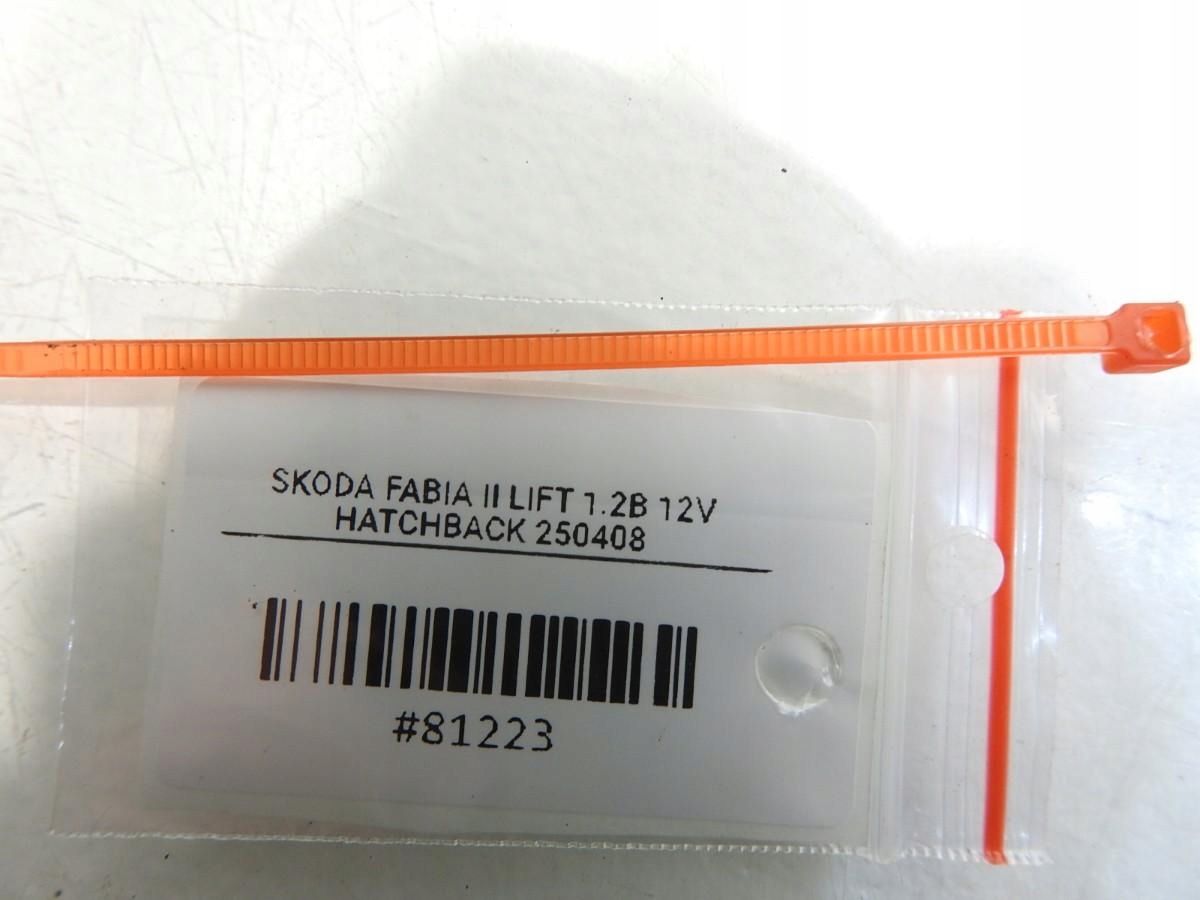 SKODA FABIA II LIFT 1.2B 12V
HATCHBACK 250408
#81223